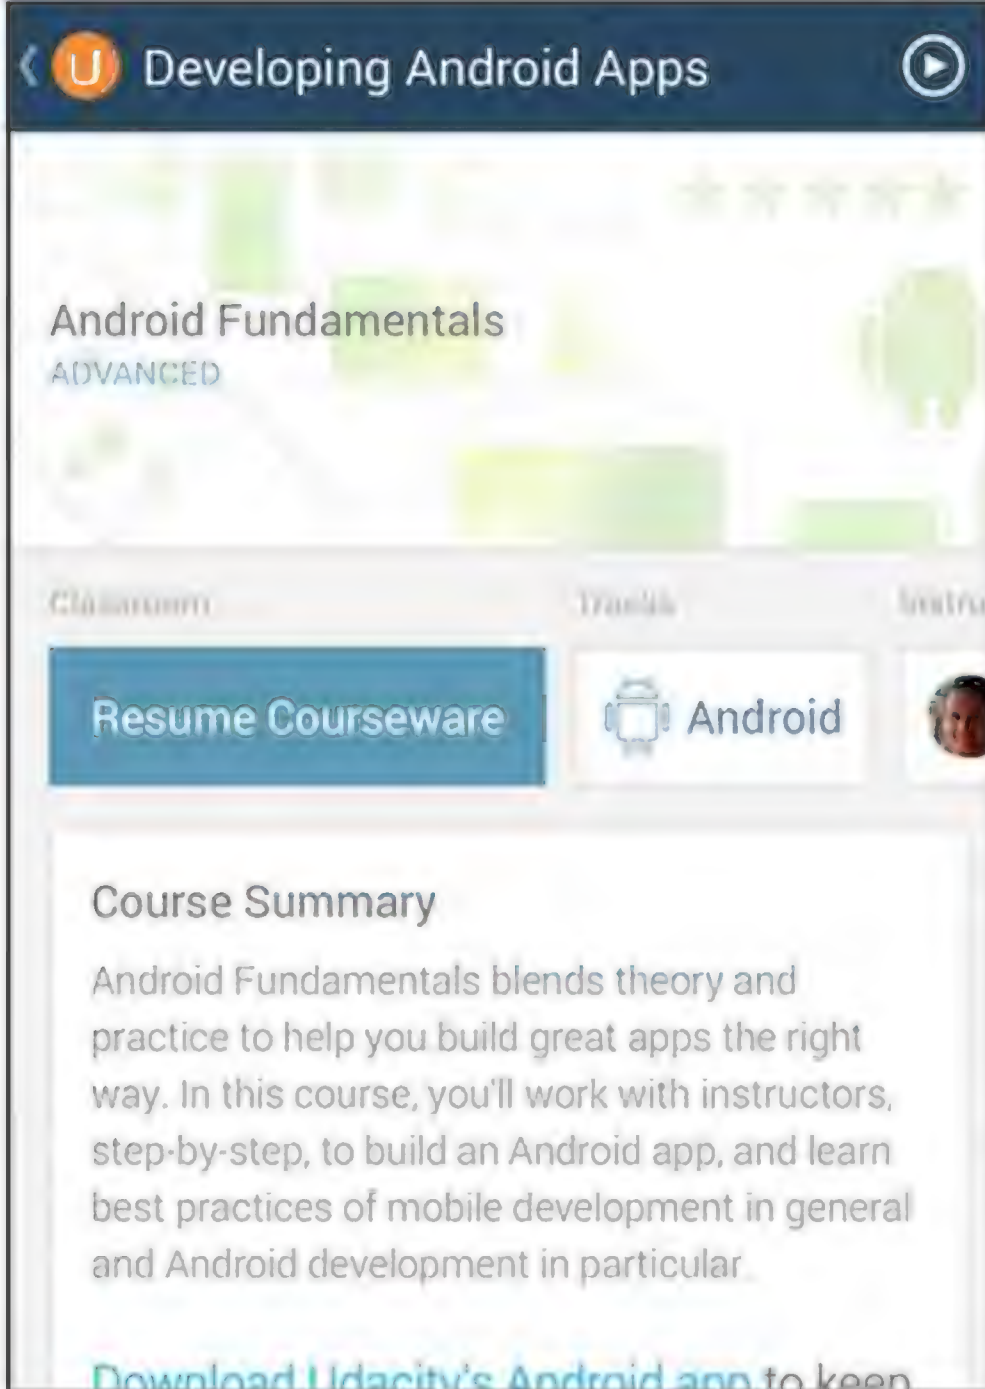 U Developing Android Apps
Android Fundamentals
ADVANCED
Classroom Tracks
Resume Courseware Android
Course Summary
Android Fundamentals blends theory and
practice to help you build great apps the right
way. In this course, you'll work with instructors,
step-by-step, to build an Android app, and learn
best practices of mobile development in general
and Android development in particular.
Download Udacity's Android app to keep